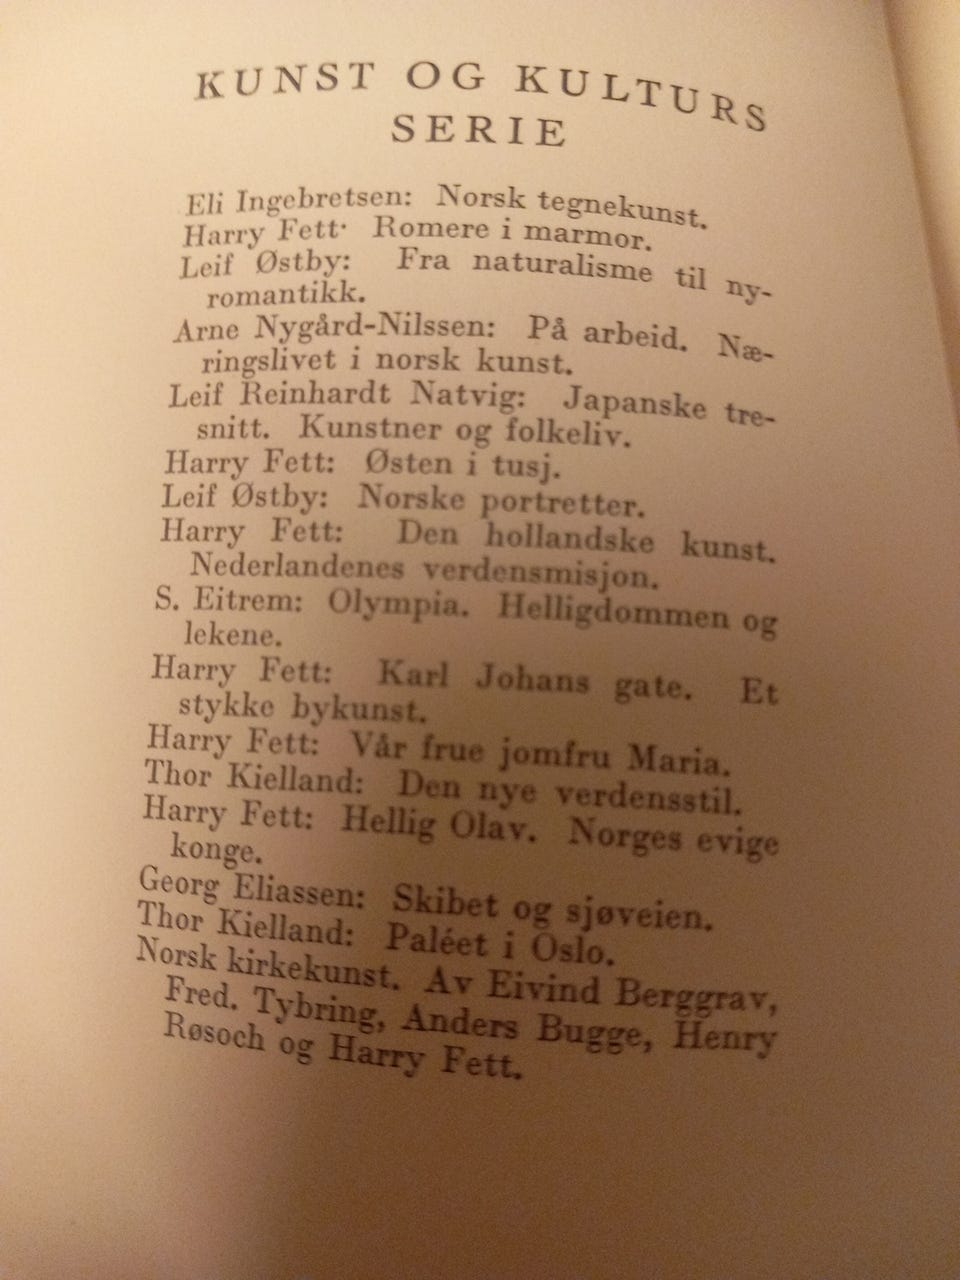 KUNST OG KULTURS
SERIE
Eli Ingebretsen: Norsk tegnekunst.
Harry Fett· Romere i marmor.
Leif Østby: Fra naturalisme til ny-
romantikk.
Arne Nygård-Nilssen: På arbeid. Næ-
ringslivet i norsk kunst.
Leif Reinhardt Natvig: Japanske tre-
snitt. Kunstner og folkeliv.
Harry Fett: Østen i tusj.
Leif Østby: Norske portretter.
Harry Fett: Den hollandske kunst.
Nederlandenes verdensmisjon.
S. Eitrem: Olympia. Helligdommen og
lekene.
Harry Fett: Karl Johans gate. Et
stykke bykunst.
Harry Fett: Vår frue jomfru Maria.
Thor Kielland: Den nye verdensstil.
Harry Fett: Hellig Olav. Norges evige
konge.
Georg Eliassen: Skibet og sjøveien.
Thor Kielland: Paléet i Oslo.
Norsk kirkekunst. Av Eivind Berggrav,
Fred. Tybring, Anders Bugge, Henry
Røsoch og Harry Fett.